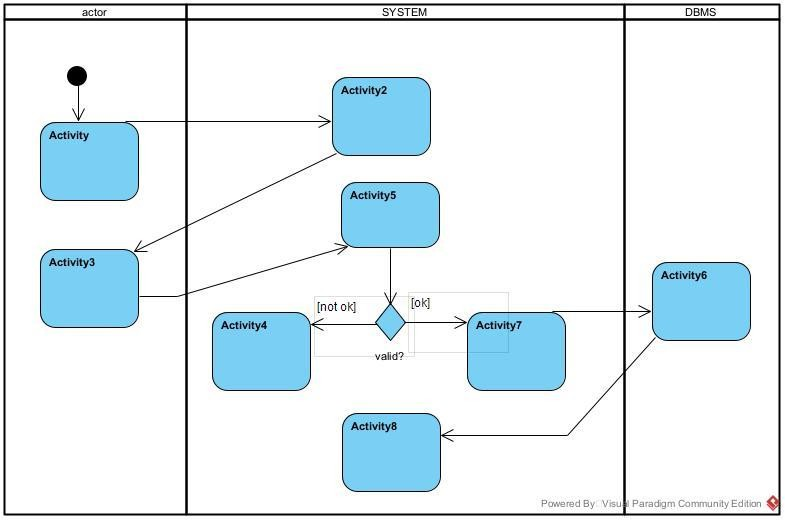 actor
SYSTEM
DBMS
Activity2
Activity
Activity5
Activity3
Activity6
[not ok]
[ok]
Activity4
Activity7
valid?
Activity8
Powered By Visual Paradigm Community Edition